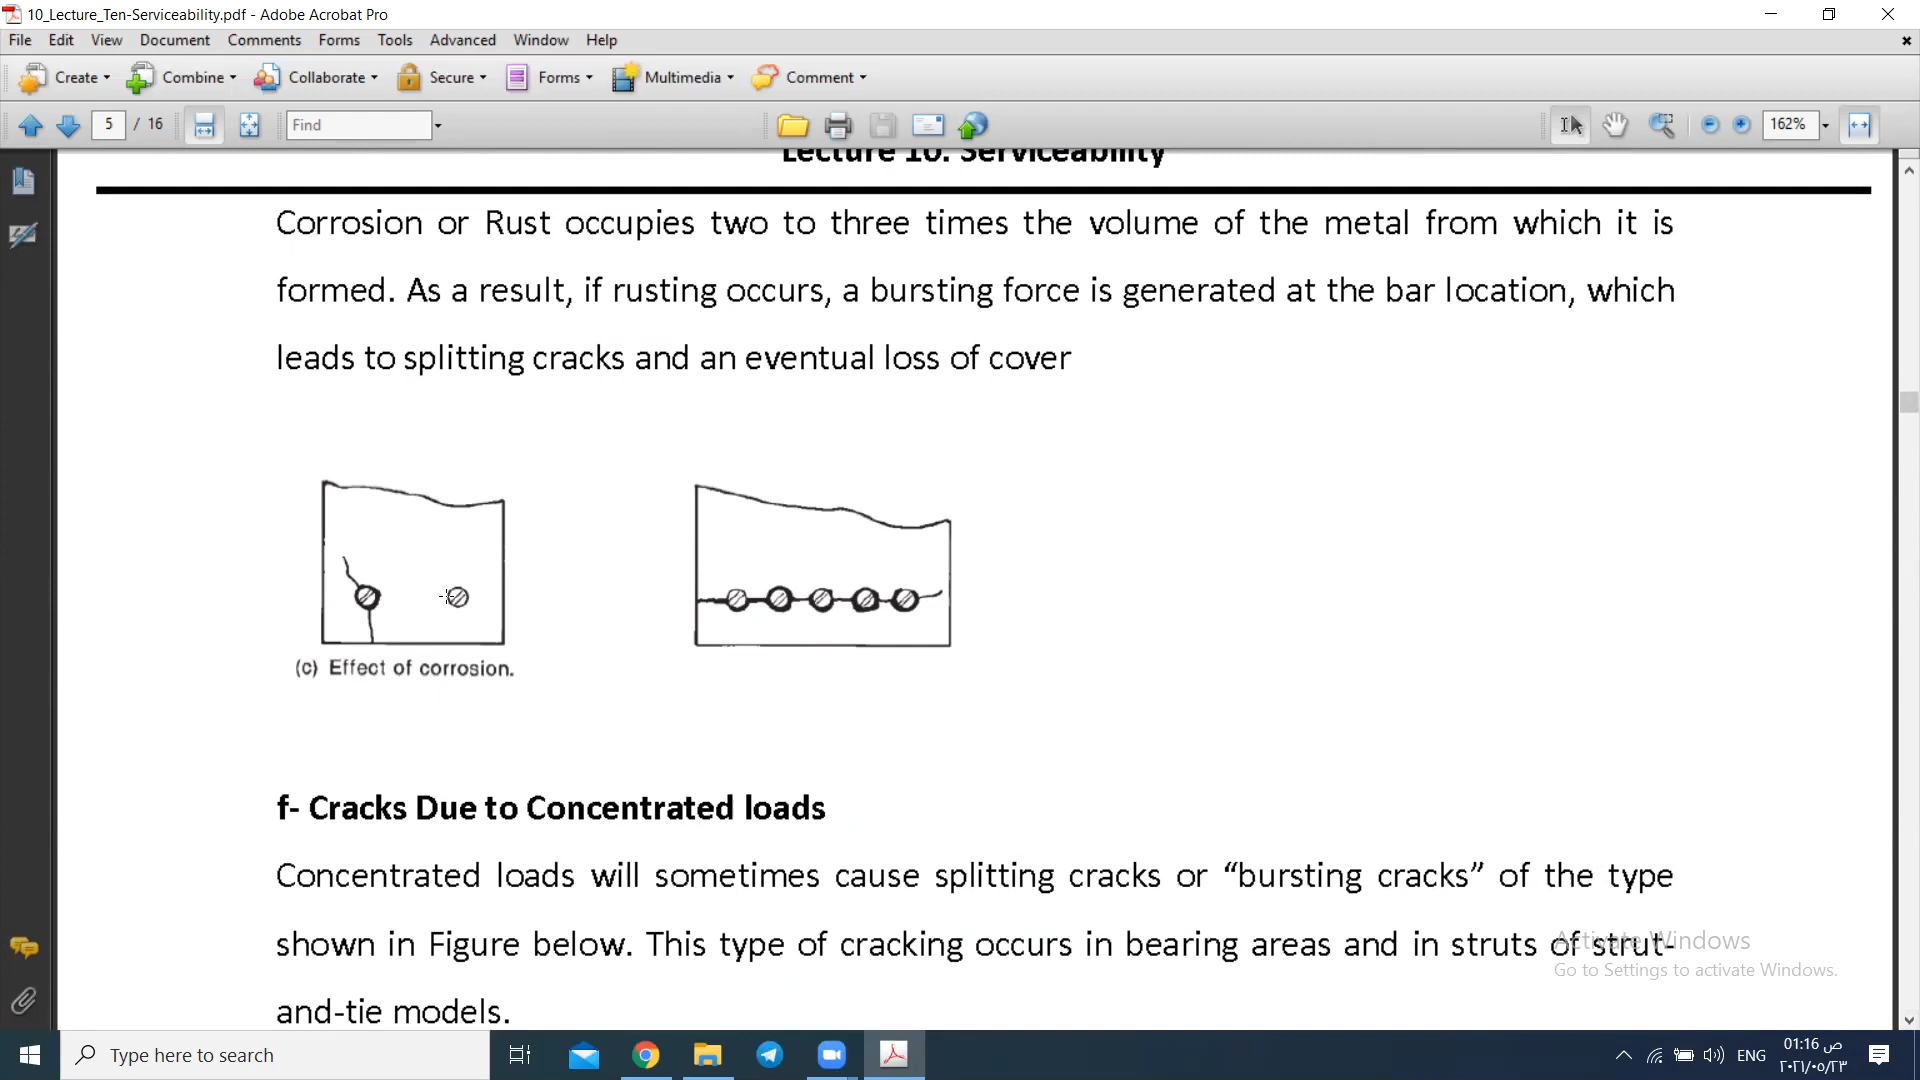 10_Lecture_Ten-Serviceability.pdf - Adobe Acrobat Pro
File Edit View Document Comments Forms Tools Advanced Window Help
Create Combine Collaborate Secure Forms Multimedia Comment
5 / 16 Find 162%
Lecture 10: Serviceability
Corrosion or Rust occupies two to three times the volume of the metal from which it is
formed. As a result, if rusting occurs, a bursting force is generated at the bar location, which
leads to splitting cracks and an eventual loss of cover
(c) Effect of corrosion.
f- Cracks Due to Concentrated loads
Concentrated loads will sometimes cause splitting cracks or “bursting cracks” of the type
shown in Figure below. This type of cracking occurs in bearing areas and in struts of strut-
and-tie models.
Activate Windows
Go to Settings to activate Windows.
Type here to search
ENG
01:16 ص
٢٠٢١/٠٥/٢٣